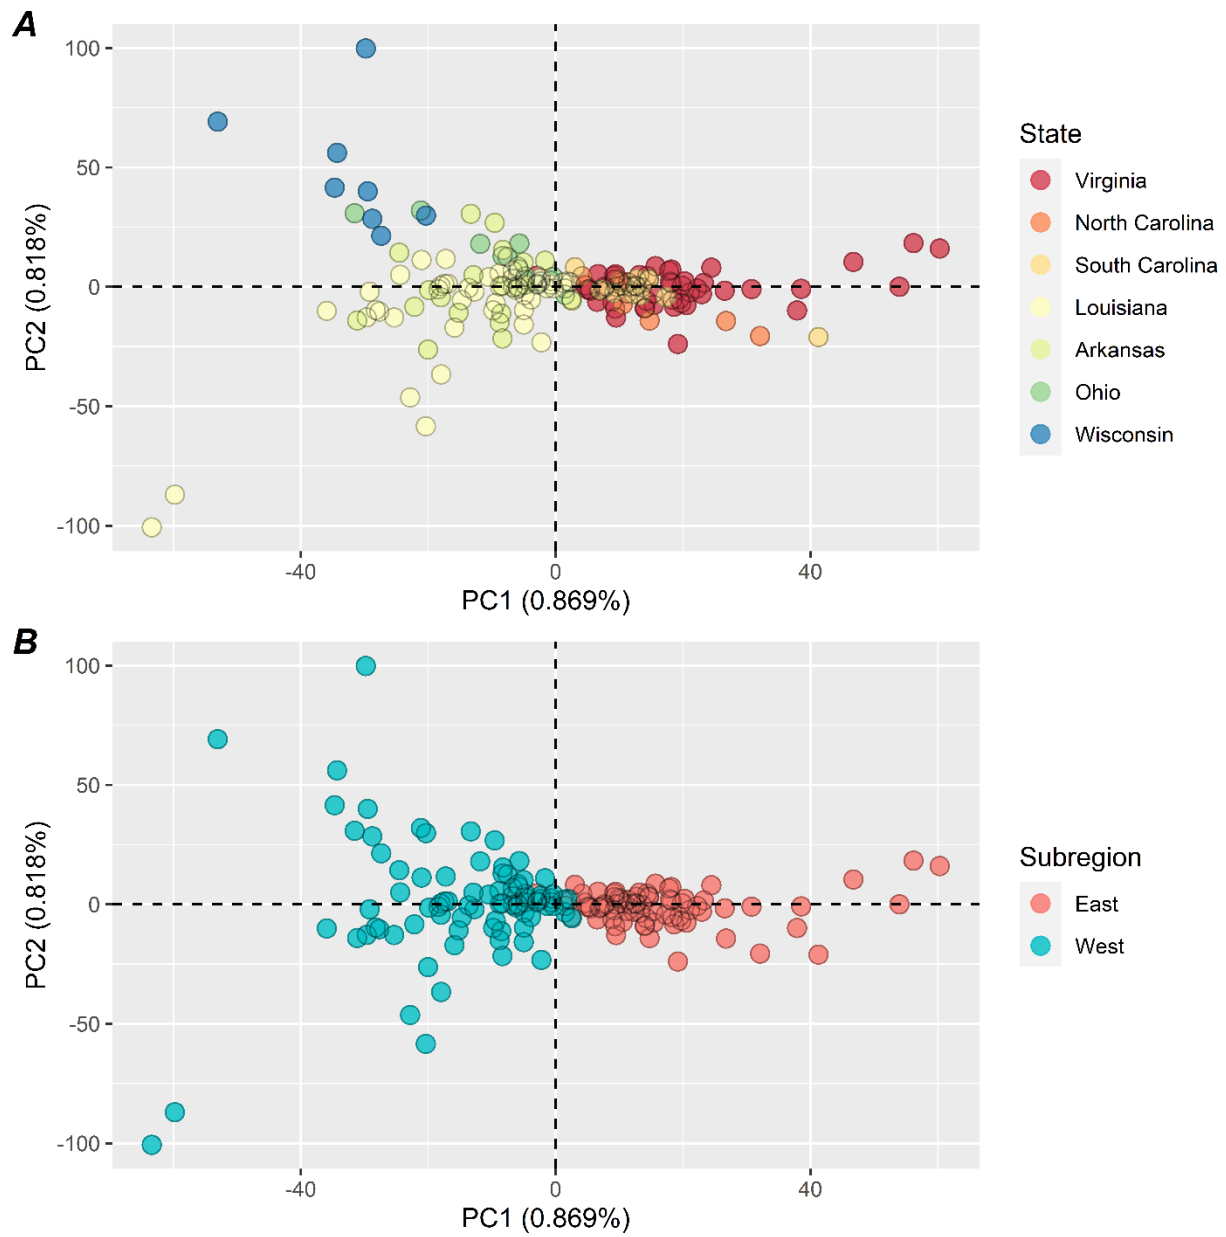 A
100
50
0
-50
-100
PC2 (0.818%)
-40
0
40
PC1 (0.869%)
State
Virginia
North Carolina
South Carolina
Louisiana
Arkansas
Ohio
Wisconsin
B
100
50
0
-50
-100
PC2 (0.818%)
-40
0
40
PC1 (0.869%)
Subregion
East
West